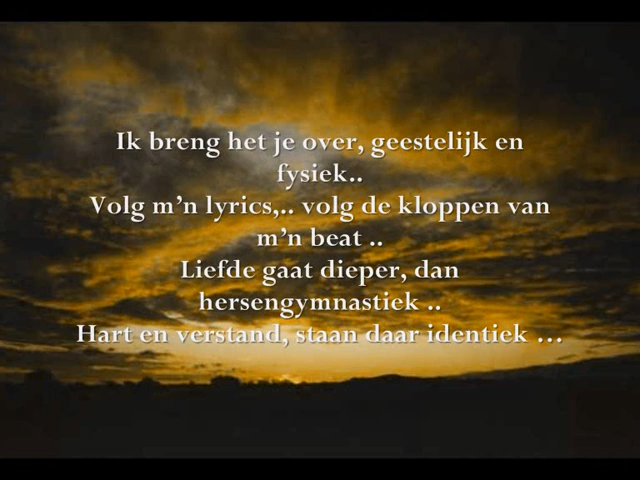 Ik breng het je over, geestelijk en
fysiek..
Volg m’n lyrics,.. volg de kloppen van
m’n beat ..
Liefde gaat dieper, dan
hersengymnastiek ..
Hart en verstand, staan daar identiek …